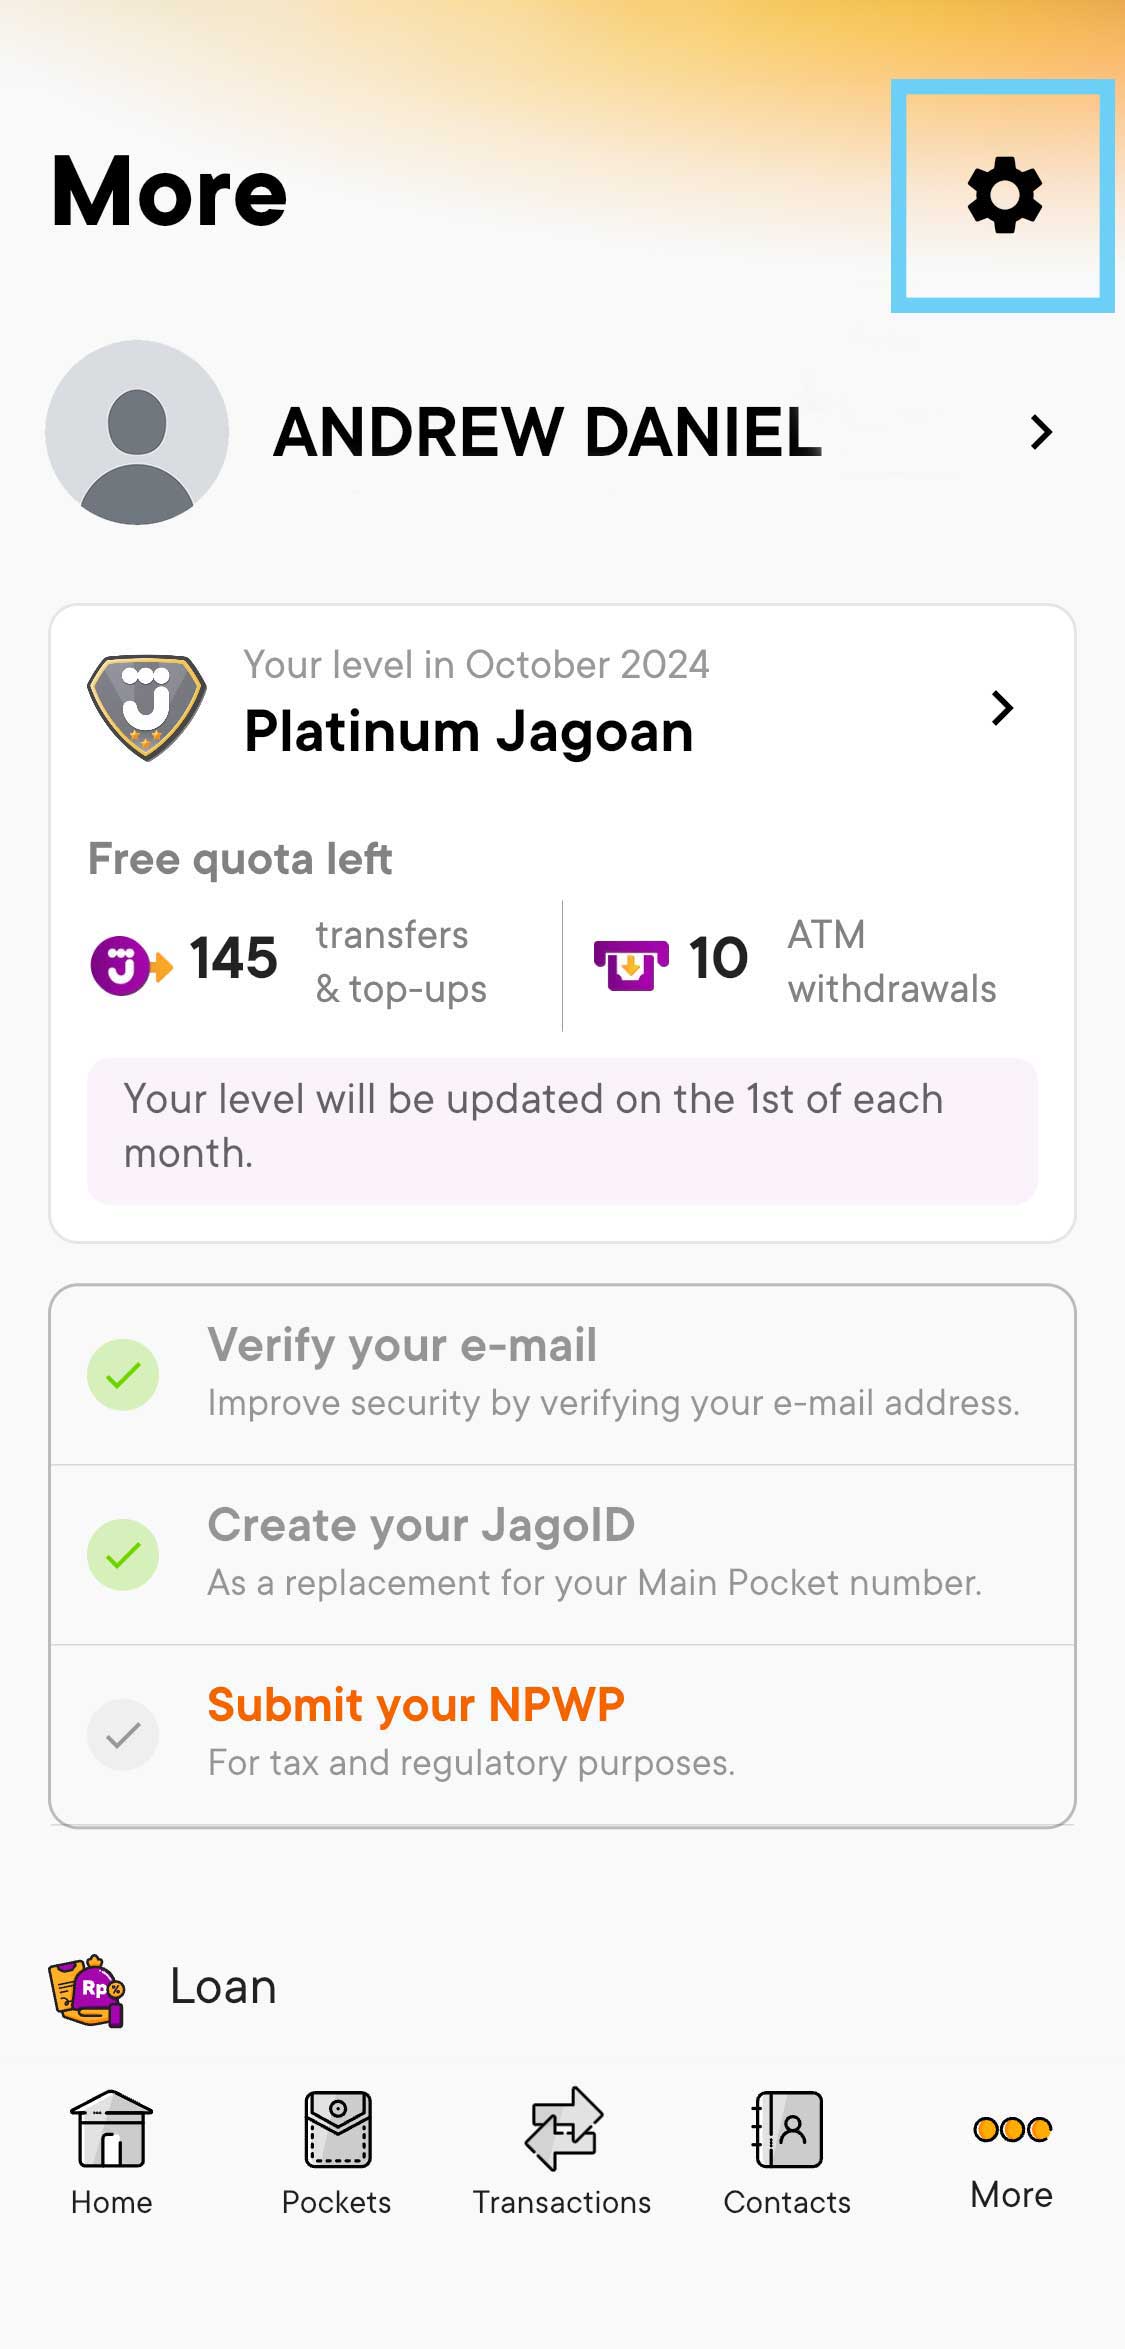 More
ANDREW DANIEL
Your level in October 2024
Platinum Jagoan
Free quota left
145 transfers
& top-ups
10 ATM
withdrawals
Your level will be updated on the 1st of each
month.
Verify your e-mail
Improve security by verifying your e-mail address.
Create your JagoID
As a replacement for your Main Pocket number.
Submit your NPWP
For tax and regulatory purposes.
Rp %
Loan
Home
Pockets
Transactions
Contacts
More